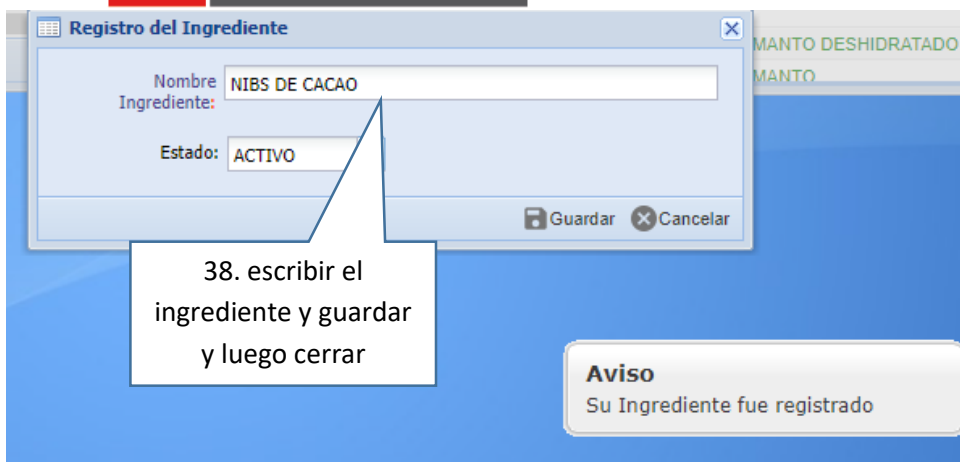 Registro del Ingrediente
MANTO DESHIDRATADO
MANTO
Nombre
Ingrediente:
NIBS DE CACAO
Estado:
ACTIVO
Guardar
Cancelar
38. escribir el
ingrediente y guardar
y luego cerrar
Aviso
Su Ingrediente fue registrado